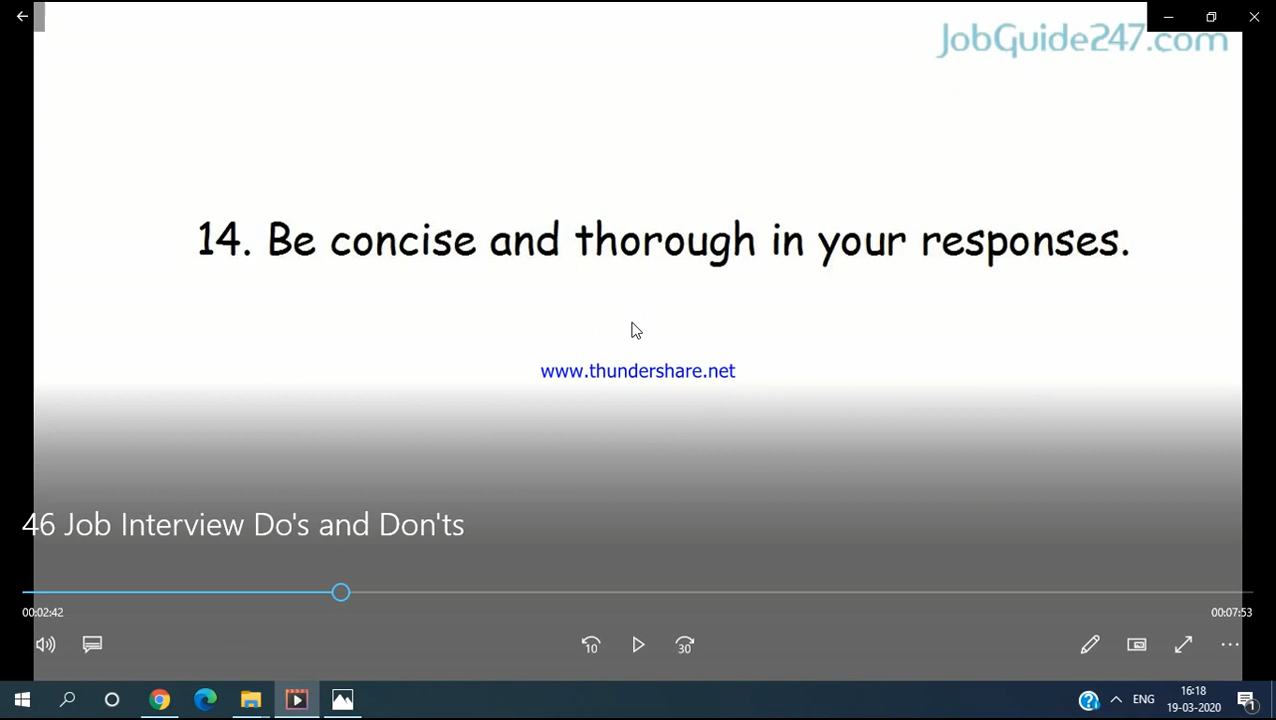 JobGuide247.com
14. Be concise and thorough in your responses.
www.thundershare.net
46 Job Interview Do's and Don'ts
00:02:42
00:07:53
10
30
ENG
16:18
19-03-2020
1